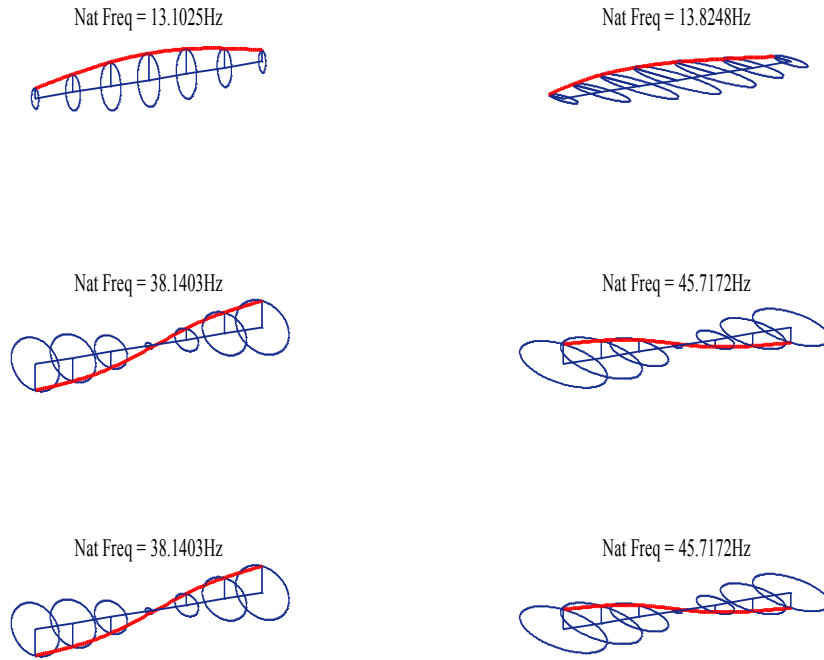 Nat Freq = 13.1025Hz
Nat Freq = 13.8248Hz
Nat Freq = 38.1403Hz
Nat Freq = 45.7172Hz
Nat Freq = 38.1403Hz
Nat Freq = 45.7172Hz